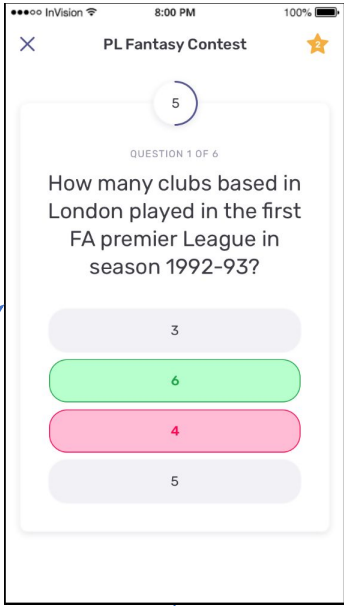 InVision 8:00 PM 100%
PL Fantasy Contest 2
5
QUESTION 1 OF 6
How many clubs based in
London played in the first
FA premier League in
season 1992-93?
3
6
4
5